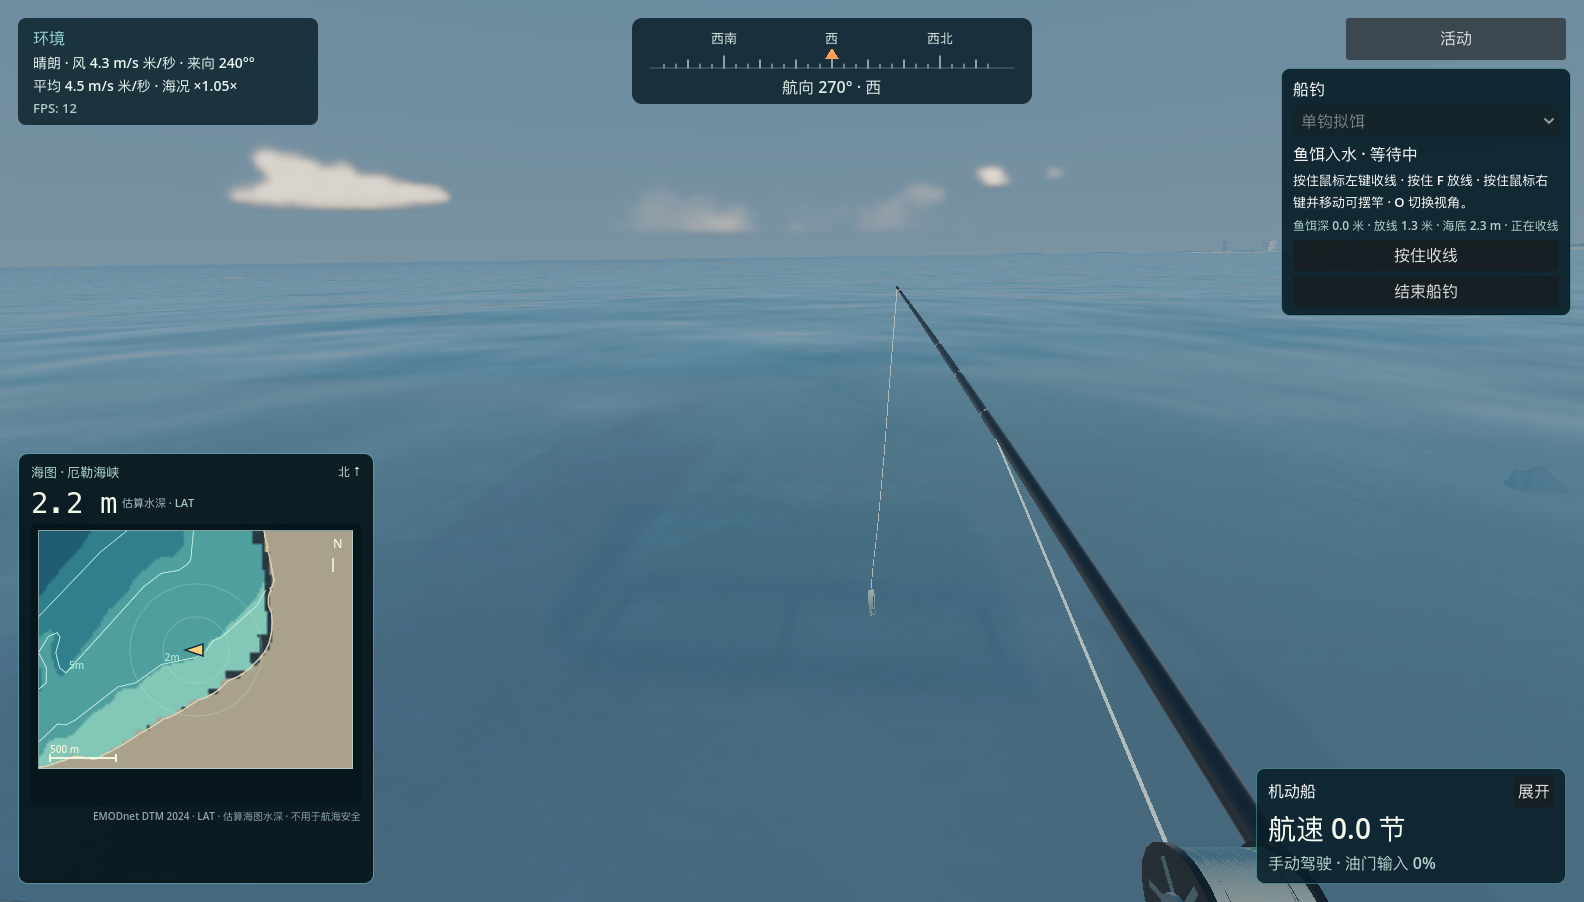 环境
晴朗 · 风 4.3 m/s 米/秒 · 来向 240°°
平均 4.5 m/s 米/秒 · 海况 ×1.05×
FPS: 12
西南 西 西北
航向 270° · 西
活动
船钓
单钩拟饵
鱼饵入水 · 等待中
按住鼠标左键收线 · 按住 F 放线 · 按住鼠标右
键并移动可摆竿 · O 切换视角。
鱼饵深 0.0 米 · 放线 1.3 米 · 海底 2.3 m · 正在收线
按住收线
结束船钓
海图 · 厄勒海峡 北 ↑
2.2 m 估算水深 · LAT
N
2m
5m
500 m
EMODnet DTM 2024 · LAT · 估算海图水深 · 不用于航海安全
机动船 展开
航速 0.0 节
手动驾驶 · 油门输入 0%